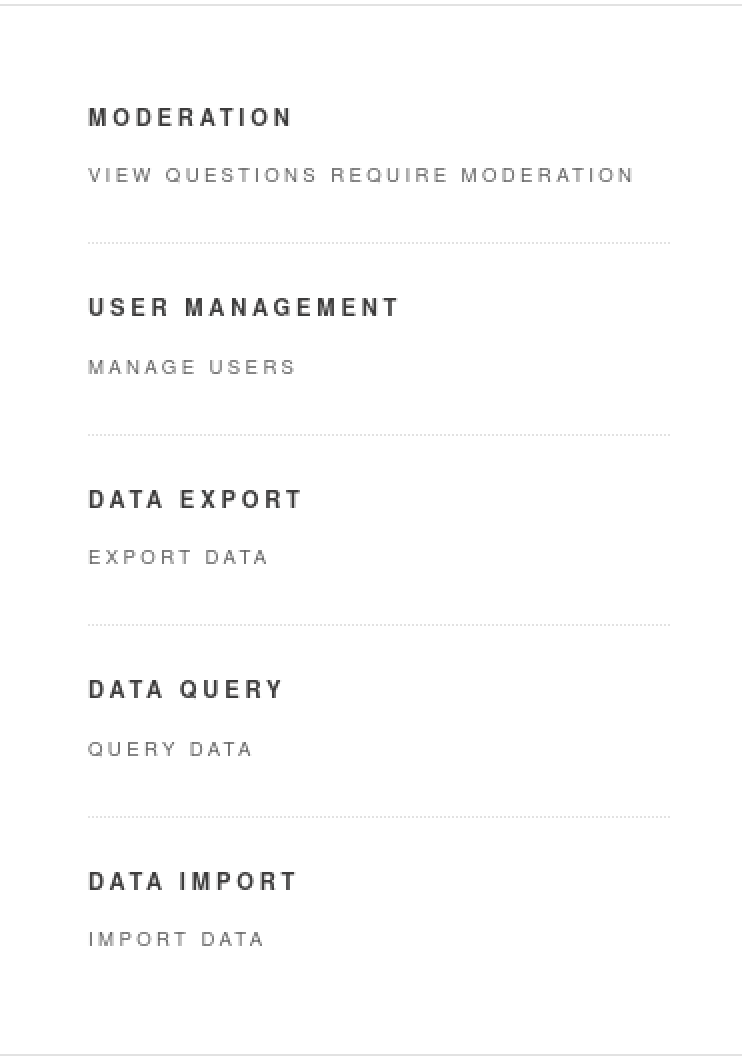 MODERATION
VIEW QUESTIONS REQUIRE MODERATION
USER MANAGEMENT
MANAGE USERS
DATA EXPORT
EXPORT DATA
DATA QUERY
QUERY DATA
DATA IMPORT
IMPORT DATA